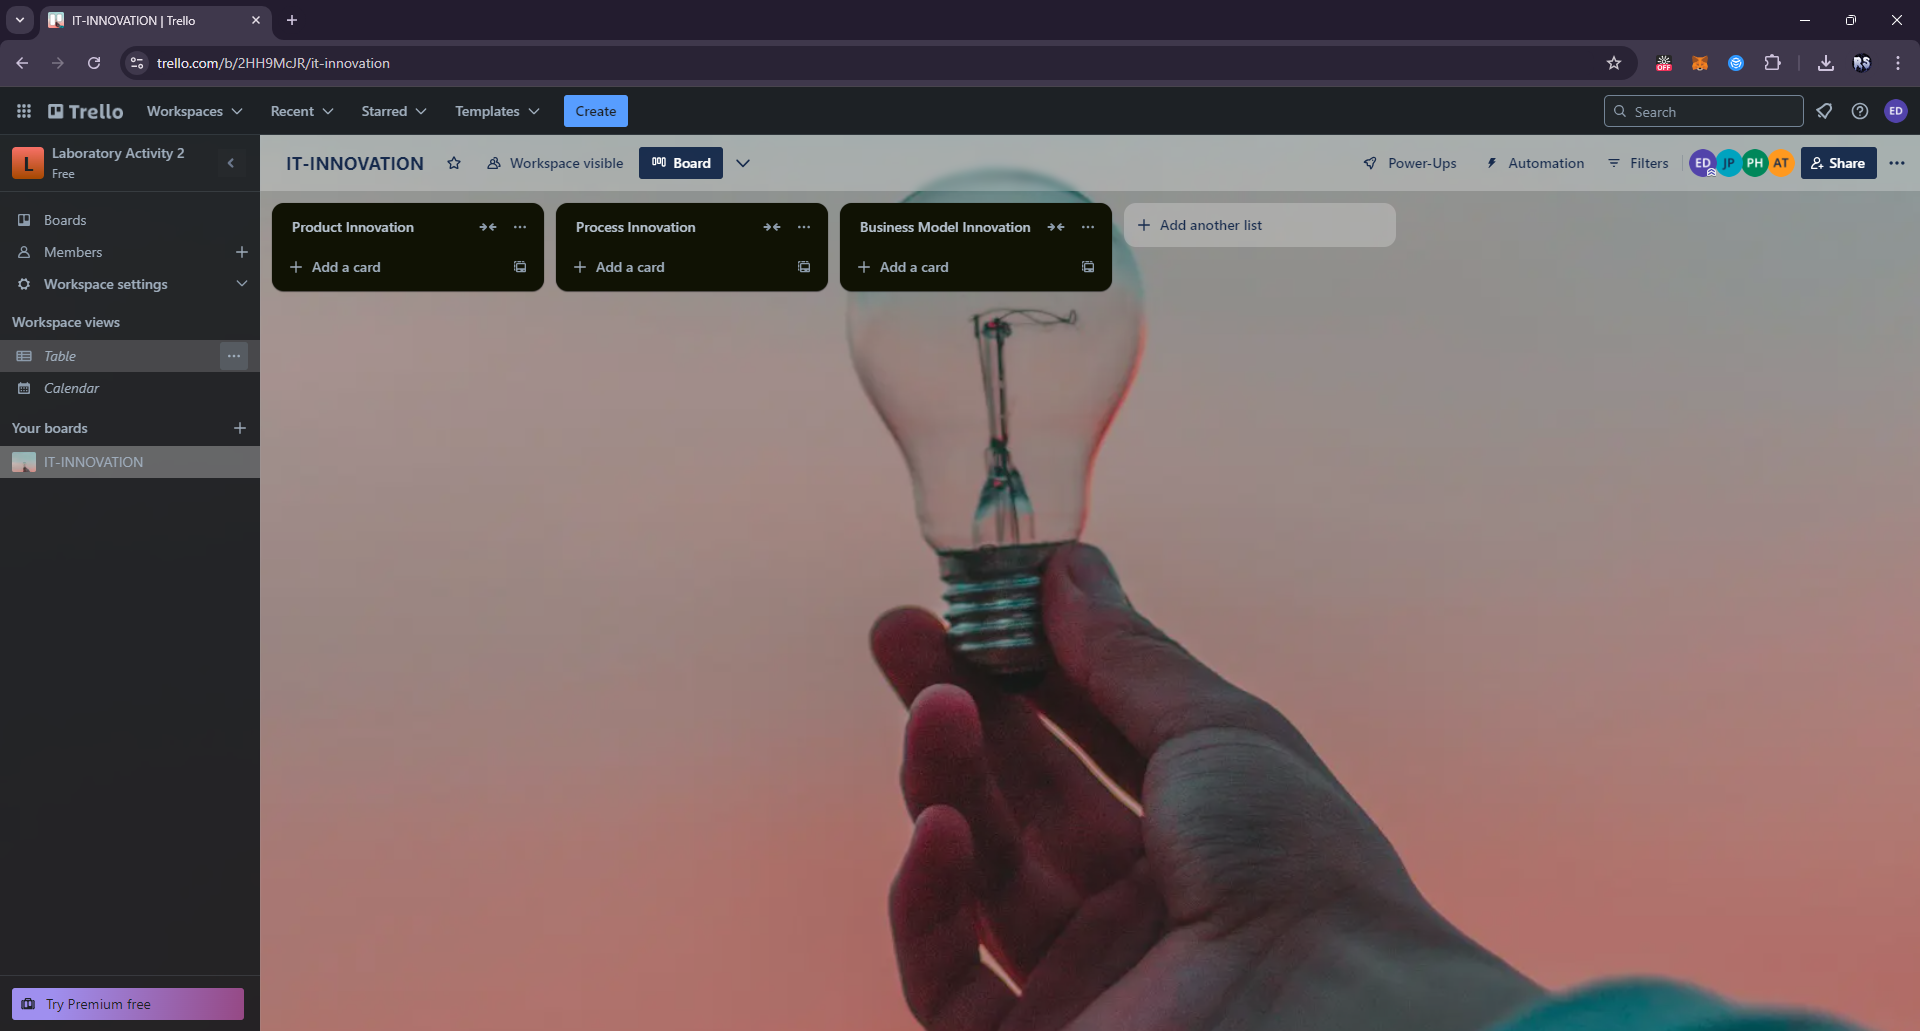 IT-INNOVATION | Trello
trello.com/b/2HH9McJR/it-innovation
OFF
RS
Trello
Workspaces
Recent
Starred
Templates
Create
Search
ED
L
Laboratory Activity 2
Free
IT-INNOVATION
Workspace visible
Board
Power-Ups
Automation
Filters
ED
JP
PH
AT
Share
Boards
Members
Workspace settings
Workspace views
Table
Calendar
Your boards
IT-INNOVATION
Try Premium free
Product Innovation
Add a card
Process Innovation
Add a card
Business Model Innovation
Add a card
Add another list